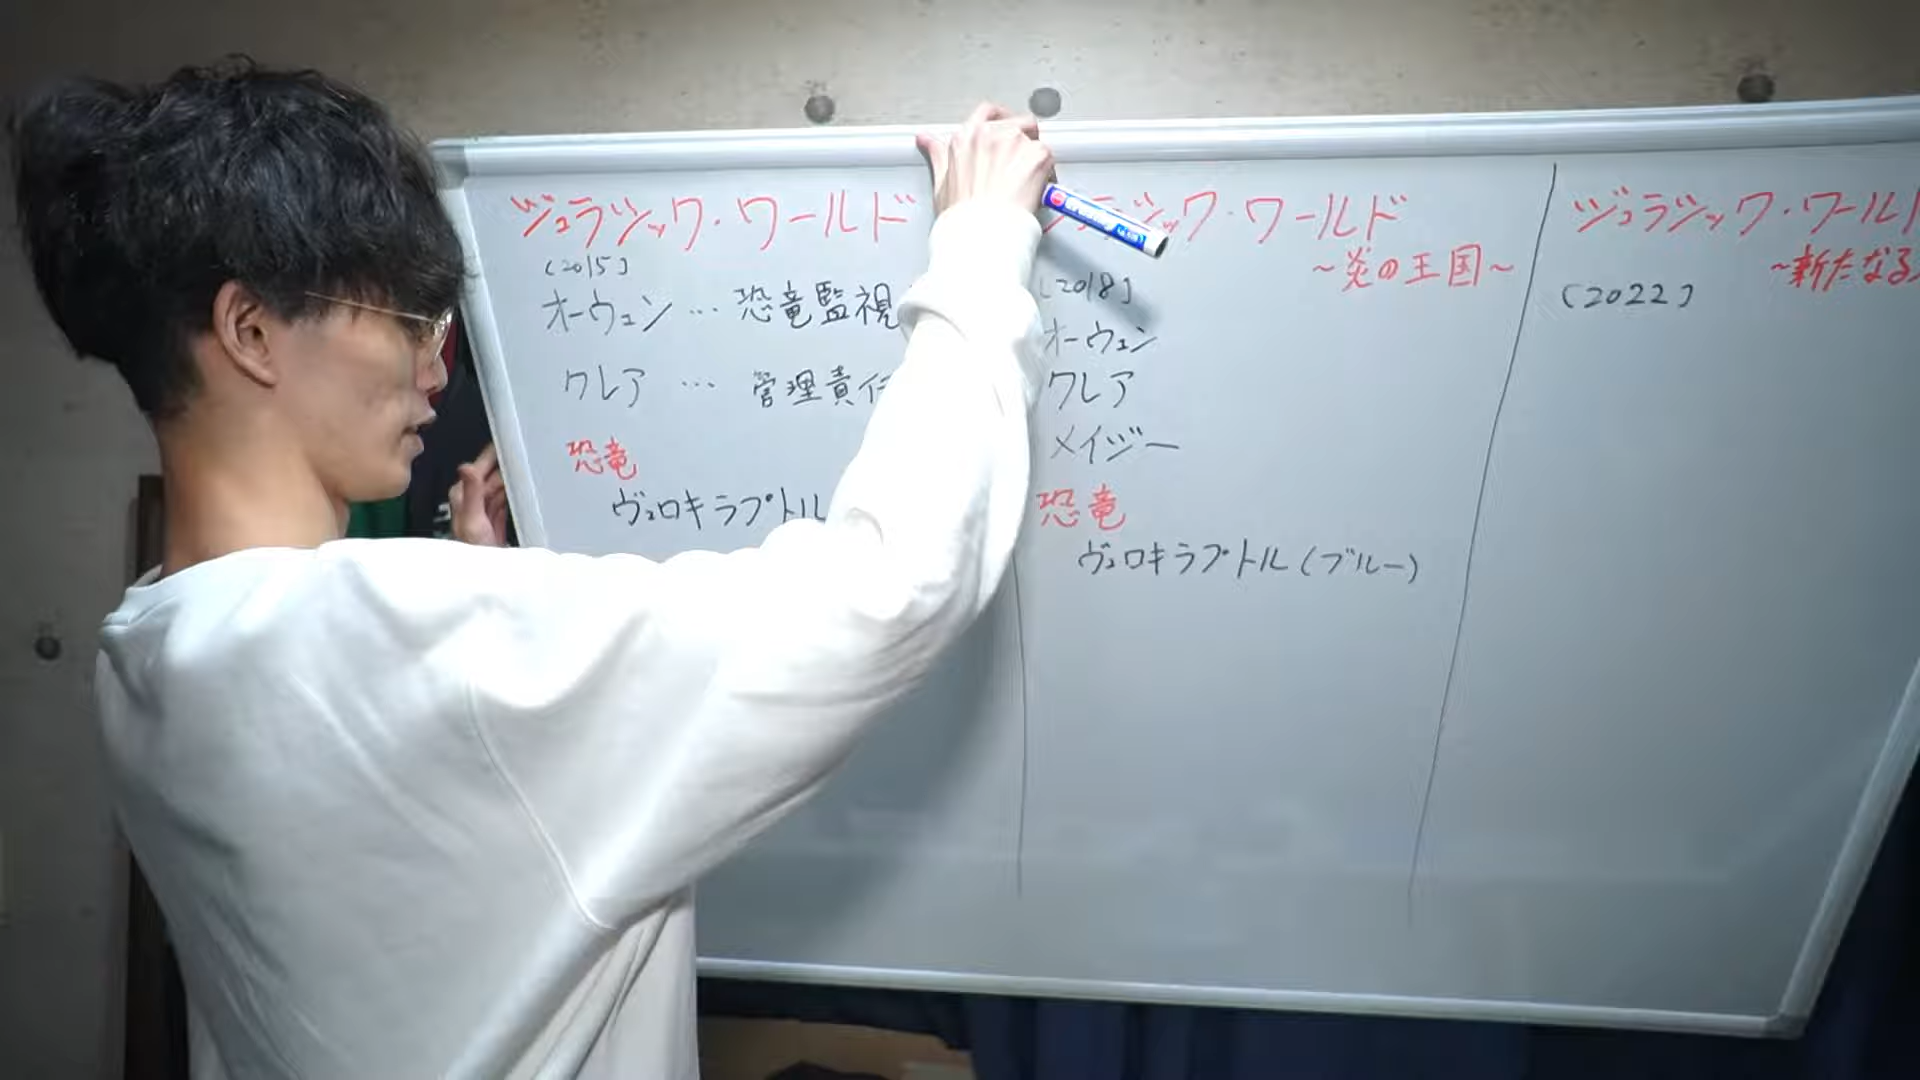 ジュラシック・ワールド
(2015)
オーウェン … 恐竜監視
クレア … 管理責任
恐竜
ヴェロキラプトル
ジュラシック・ワールド
~炎の王国~
(2018)
オーウェン
クレア
メイジー
恐竜
ヴェロキラプトル(ブルー)
ジュラシック・ワールド
~新たなる
(2022)